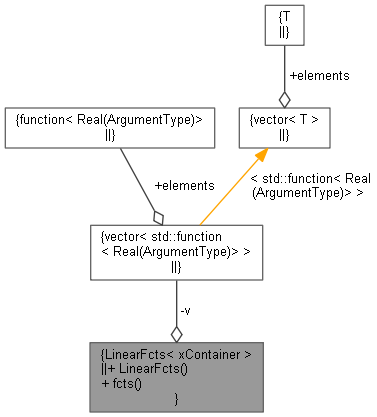 {T
||}
+elements
{function< Real(ArgumentType)>
||}
{vector< T >
||}
+elements
< std::function< Real
(ArgumentType)> >
{vector< std::function
< Real(ArgumentType)> >
||}
-v
{LinearFcts< xContainer >
||+ LinearFcts()
+ fcts()
}